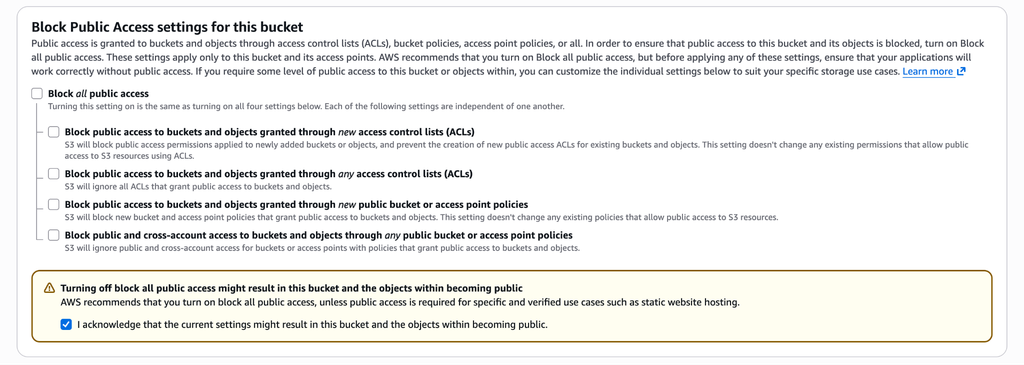 Block Public Access settings for this bucket
Public access is granted to buckets and objects through access control lists (ACLs), bucket policies, access point policies, or all. In order to ensure that public access to this bucket and its objects is blocked, turn on Block
all public access. These settings apply only to this bucket and its access points. AWS recommends that you turn on Block all public access, but before applying any of these settings, ensure that your applications will
work correctly without public access. If you require some level of public access to this bucket or objects within, you can customize the individual settings below to suit your specific storage use cases. Learn more
Block all public access
Turning this setting on is the same as turning on all four settings below. Each of the following settings are independent of one another.
Block public access to buckets and objects granted through new access control lists (ACLs)
S3 will block public access permissions applied to newly added buckets or objects, and prevent the creation of new public access ACLs for existing buckets and objects. This setting doesn't change any existing permissions that allow public
access to S3 resources using ACLs.
Block public access to buckets and objects granted through any access control lists (ACLs)
S3 will ignore all ACLs that grant public access to buckets and objects.
Block public access to buckets and objects granted through new public bucket or access point policies
S3 will block new bucket and access point policies that grant public access to buckets and objects. This setting doesn't change any existing policies that allow public access to S3 resources.
Block public and cross-account access to buckets and objects through any public bucket or access point policies
S3 will ignore public and cross-account access for buckets or access points with policies that grant public access to buckets and objects.
Turning off block all public access might result in this bucket and the objects within becoming public
AWS recommends that you turn on block all public access, unless public access is required for specific and verified use cases such as static website hosting.
I acknowledge that the current settings might result in this bucket and the objects within becoming public.